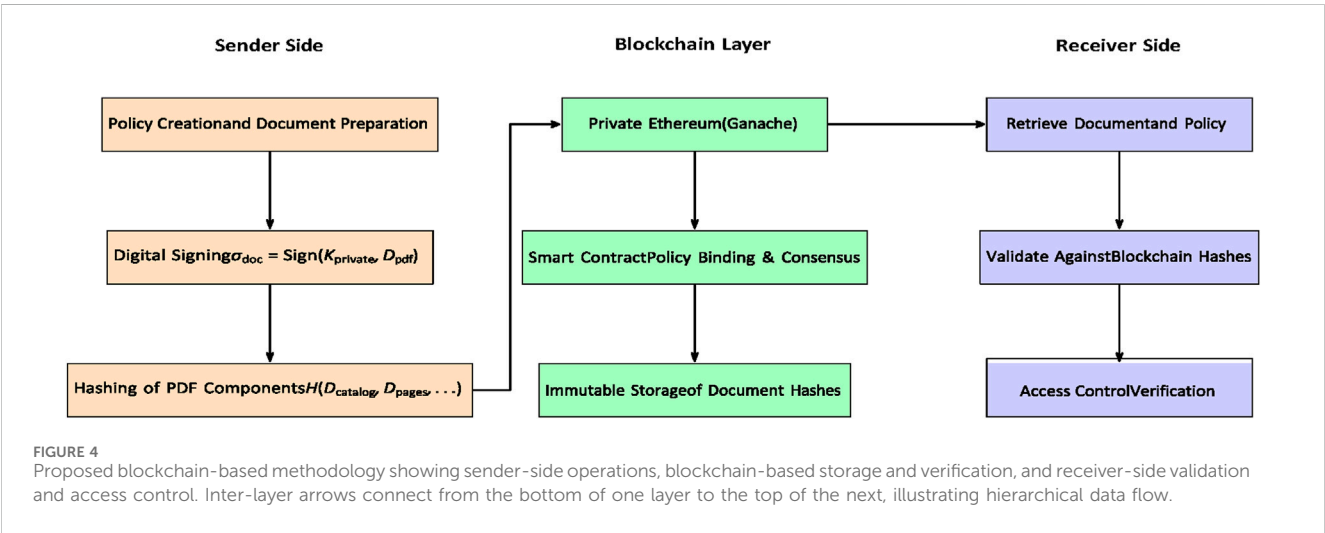 Sender Side
Blockchain Layer
Receiver Side
Policy Creationand Document Preparation
Private Ethereum(Ganache)
Retrieve Documentand Policy
Digital Signingσdoc = Sign(Kprivate, Dpdf)
Smart ContractPolicy Binding & Consensus
Validate AgainstBlockchain Hashes
Hashing of PDF ComponentsH(Dcatalog, Dpages, . . .)
Immutable Storageof Document Hashes
Access ControlVerification
FIGURE 4
Proposed blockchain-based methodology showing sender-side operations, blockchain-based storage and verification, and receiver-side validation
and access control. Inter-layer arrows connect from the bottom of one layer to the top of the next, illustrating hierarchical data flow.